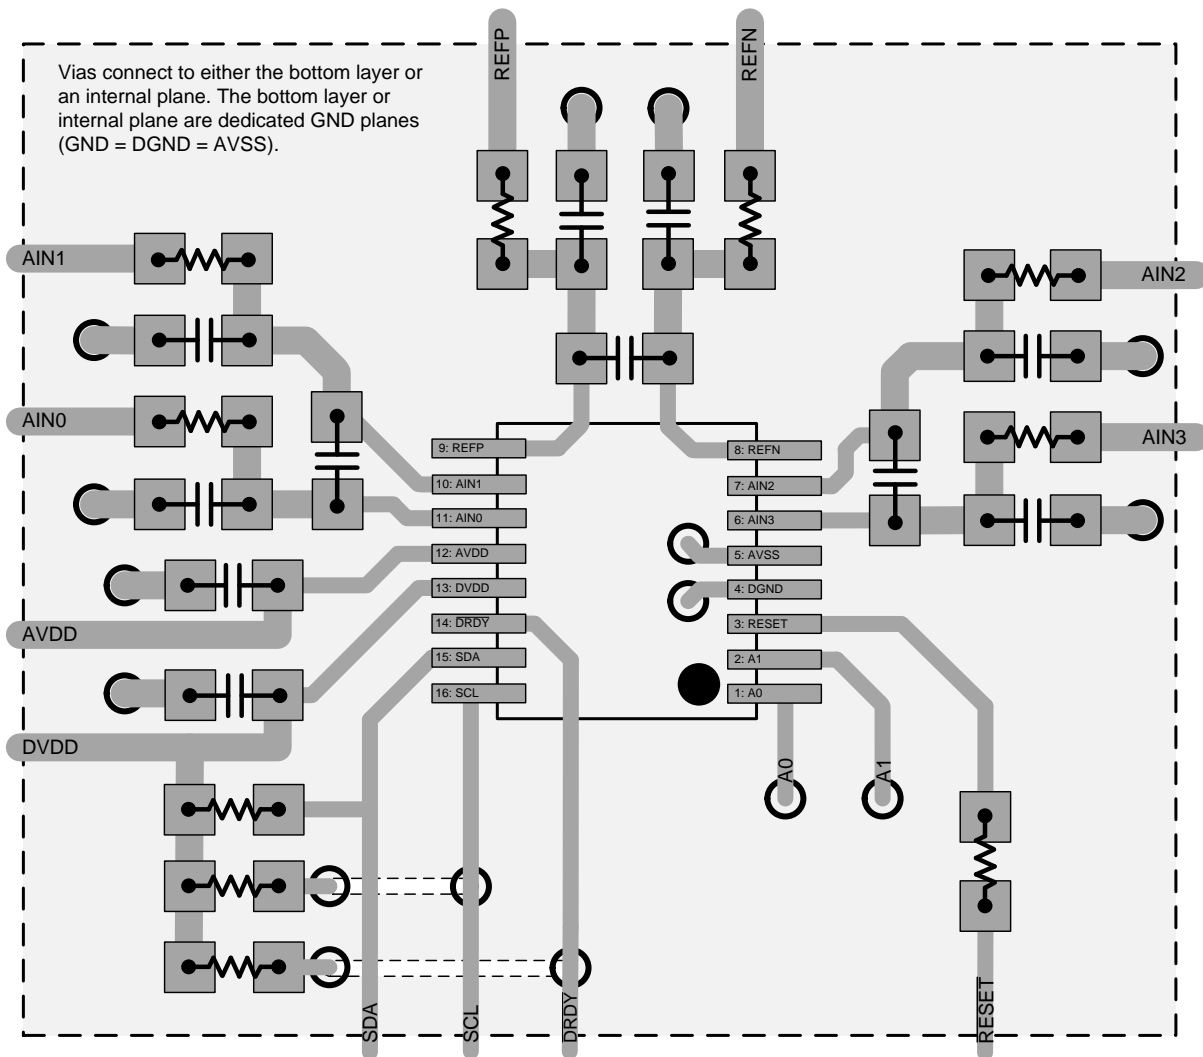 REFP
REFN
Vias connect to either the bottom layer or
an internal plane. The bottom layer or
internal plane are dedicated GND planes
(GND = DGND = AVSS).
AIN1
AIN2
AIN0
AIN3
9: REFP
8: REFN
10: AIN1
7: AIN2
11: AIN0
6: AIN3
12: AVDD
5: AVSS
13: DVDD
4: DGND
14: D̅R̅D̅Y̅
3: RESET
15: SDA
2: A1
16: SCL
1: A0
AVDD
DVDD
A0
A1
SDA
SCL
D̅R̅D̅Y̅
R̅E̅S̅E̅T̅